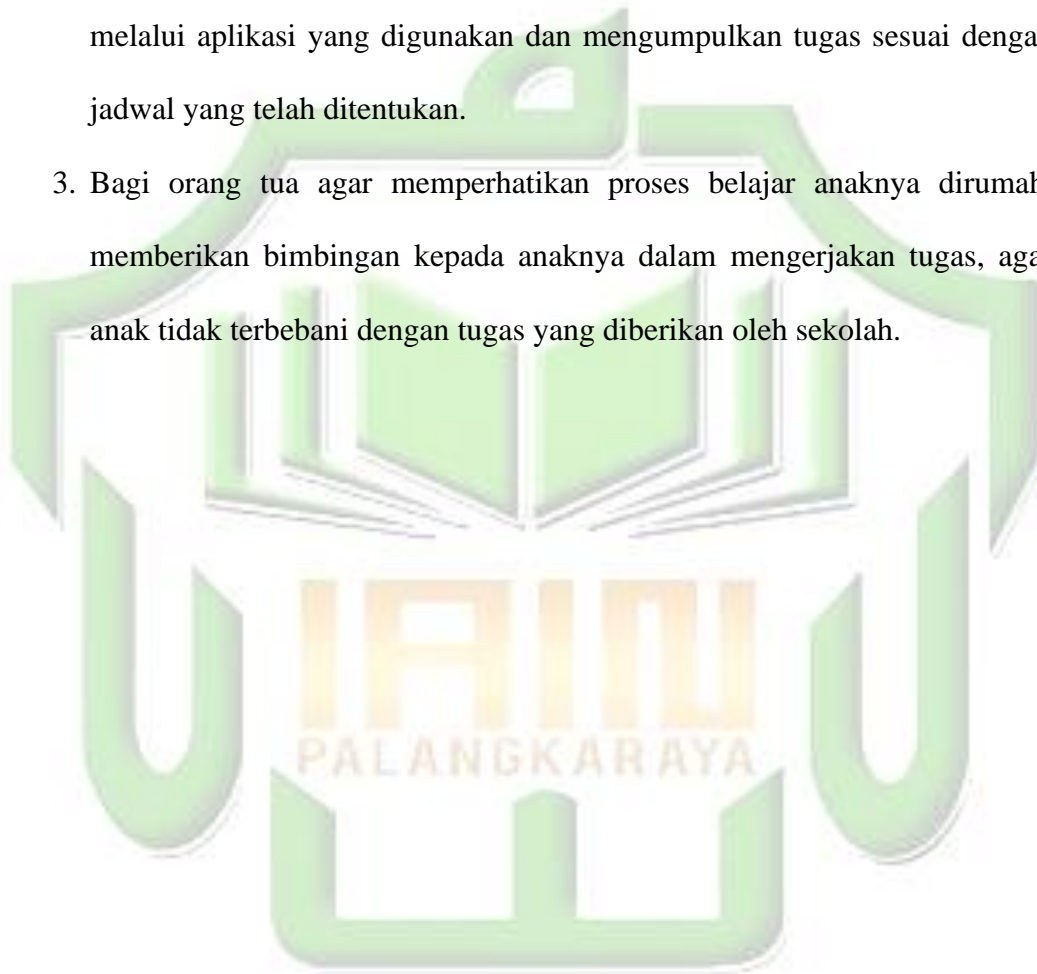 melalui aplikasi yang digunakan dan mengumpulkan tugas sesuai denga
jadwal yang telah ditentukan.
3. Bagi orang tua agar memperhatikan proses belajar anaknya dirumah
memberikan bimbingan kepada anaknya dalam mengerjakan tugas, aga
anak tidak terbebani dengan tugas yang diberikan oleh sekolah.
IAIN
PALANGKARAYA